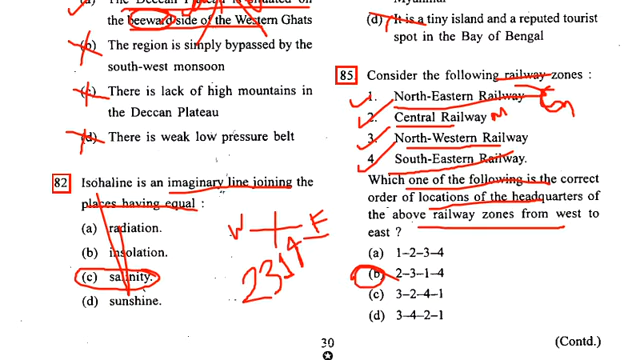 (a) The Deccan Plateau is situated on
the leeward side of the Western Ghats
(b) The region is simply bypassed by the
south-west monsoon
(c) There is lack of high mountains in
the Deccan Plateau
(d) There is weak low pressure belt
82 Isohaline is an imaginary line joining the
places having equal :
(a) radiation.
(b) insolation.
(c) salinity.
(d) sunshine.
W E
2314
Myanmar
(d) It is a tiny island and a reputed tourist
spot in the Bay of Bengal
85 Consider the following railway zones :
1. North-Eastern Railway
2. Central Railway M
3. North-Western Railway
4. South-Eastern Railway.
Which one of the following is the correct
order of locations of the headquarters of
the above railway zones from west to
east ?
(a) 1-2-3-4
(b) 2-3-1-4
(c) 3-2-4-1
(d) 3-4-2-1
30
(Contd.)